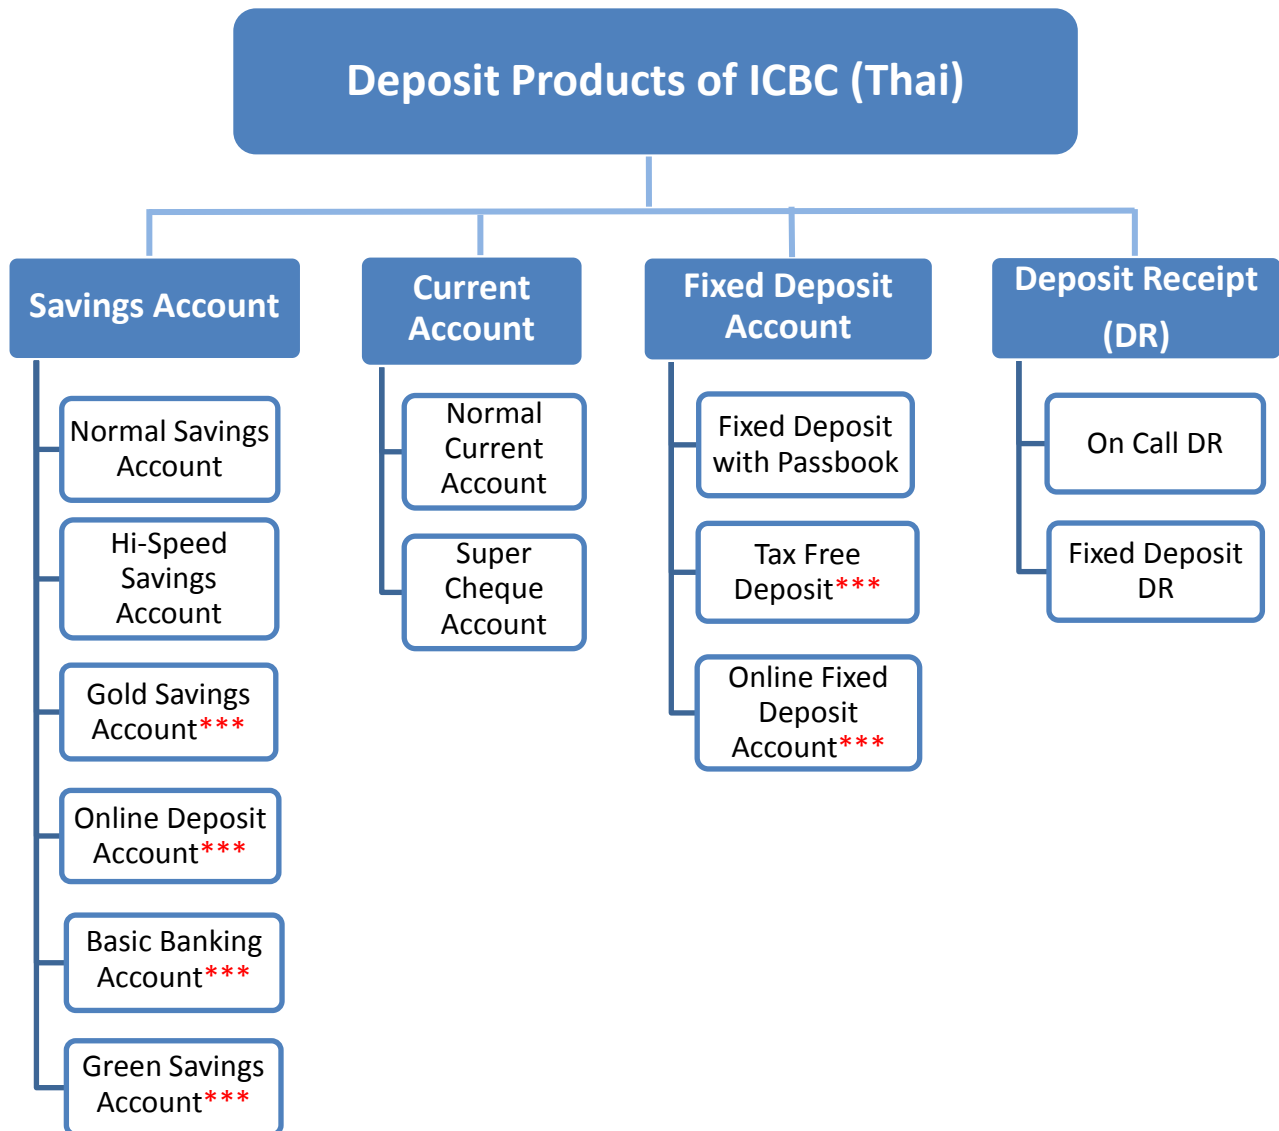 Deposit Products of ICBC (Thai)
Savings Account
Normal Savings
Account
Hi-Speed
Savings
Account
Gold Savings
Account***
Online Deposit
Account***
Basic Banking
Account***
Green Savings
Account***
Current
Account
Normal
Current
Account
Super
Cheque
Account
Fixed Deposit
Account
Fixed Deposit
with Passbook
Tax Free
Deposit***
Online Fixed
Deposit
Account***
Deposit Receipt
(DR)
On Call DR
Fixed Deposit
DR